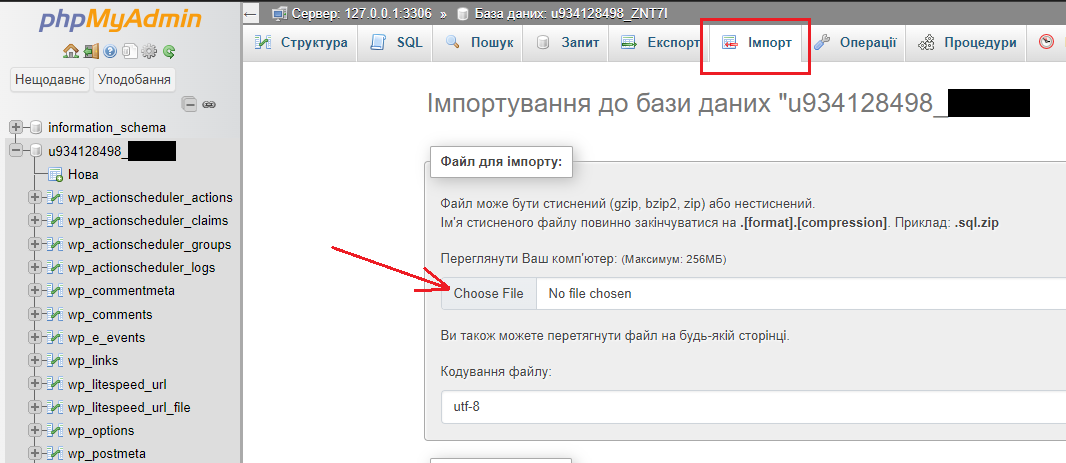 phpMyAdmin
Нещодавнє Уподобання
information_schema
u934128498_
Нова
wp_actionscheduler_actions
wp_actionscheduler_claims
wp_actionscheduler_groups
wp_actionscheduler_logs
wp_commentmeta
wp_comments
wp_e_events
wp_links
wp_litespeed_url
wp_litespeed_url_file
wp_options
wp_postmeta
Сервер: 127.0.0.1:3306 » База даних: u934128498_ZNT7I
Структура SQL Пошук Запит Експорт Імпорт Операції Процедури
Імпортування до бази даних "u934128498_
Файл для імпорту:
Файл може бути стиснений (gzip, bzip2, zip) або нестиснений.
Ім'я стисненого файлу повинно закінчуватися на .[format].[compression]. Приклад: .sql.zip
Переглянути Ваш комп'ютер: (Максимум: 256МБ)
Choose File No file chosen
Ви також можете перетягнути файл на будь-якій сторінці.
Кодування файлу:
utf-8